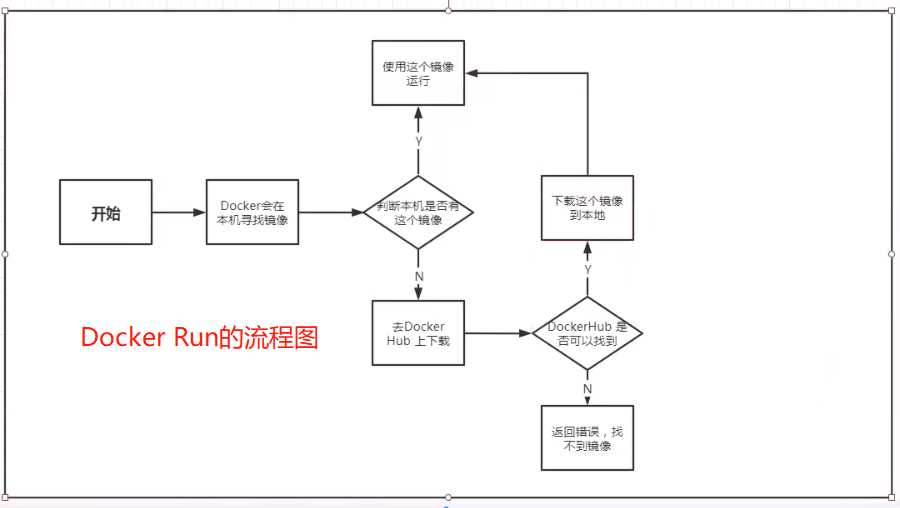 使用这个镜像
运行
Y
开始
Docker会在
本机寻找镜像
判断本机是否有
这个镜像
下载这个镜像
到本地
N
Y
Docker Run的流程图
去Docker
Hub 上下载
DockerHub 是
否可以找到
N
返回错误，找
不到镜像